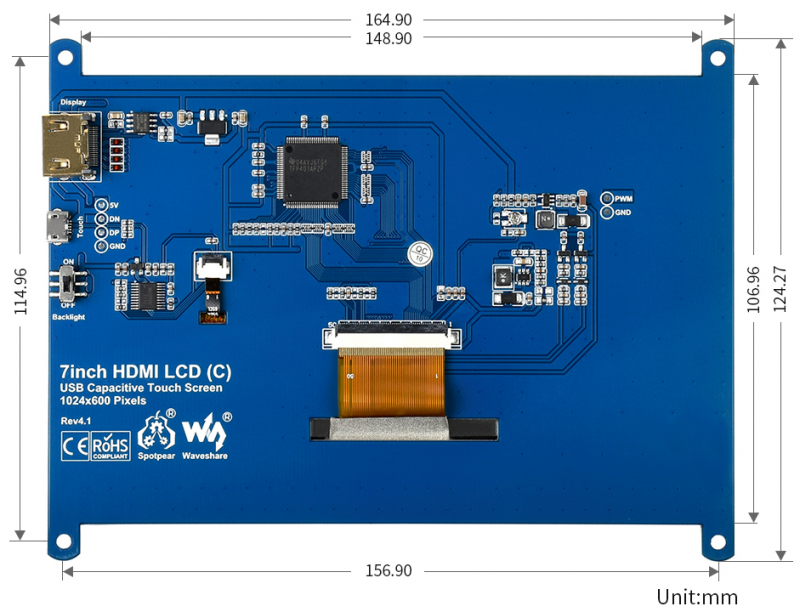 164.90
148.90
Display
5V
DN
DP
GND
Touch
PWM
GND
ON
OFF
Backlight
114.96
106.96
124.27
50
1
7inch HDMI LCD (C)
USB Capacitive Touch Screen
1024x600 Pixels
Rev4.1
CE
RoHS
COMPLIANT
Spotpear
®
Waveshare
®
156.90
Unit:mm